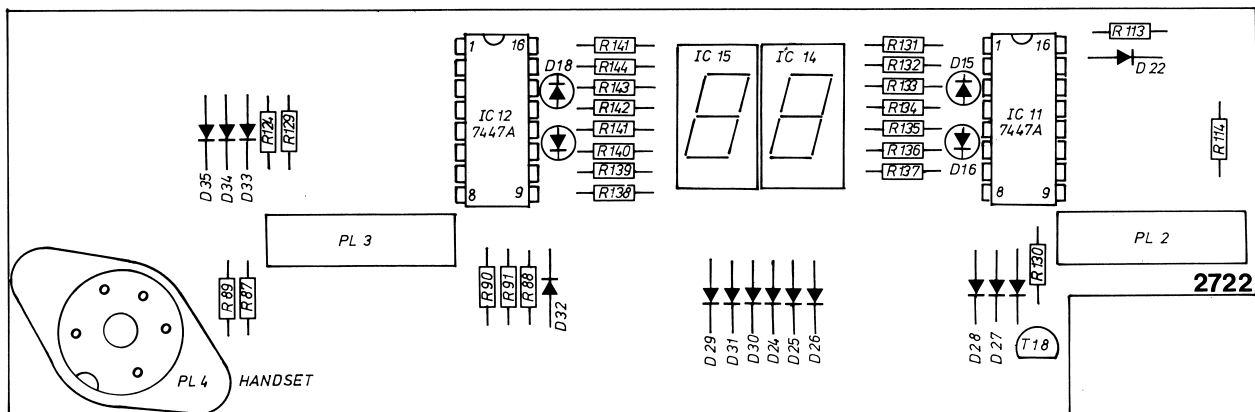 1 16
IC 12
7447A
8 9
D18
R141
R144
R143
R142
R141
R140
R139
R138
IC 15
IC 14
R131
R132
R133
R134
R135
R136
R137
D15
D16
1 16
IC 11
7447A
8 9
R113
D22
R114
R124
R129
D35
D34
D33
PL 3
PL 2
R89
R87
R90
R91
R88
D32
D29
D31
D30
D24
D25
D26
D28
D27
R130
T18
2722
PL 4 HANDSET